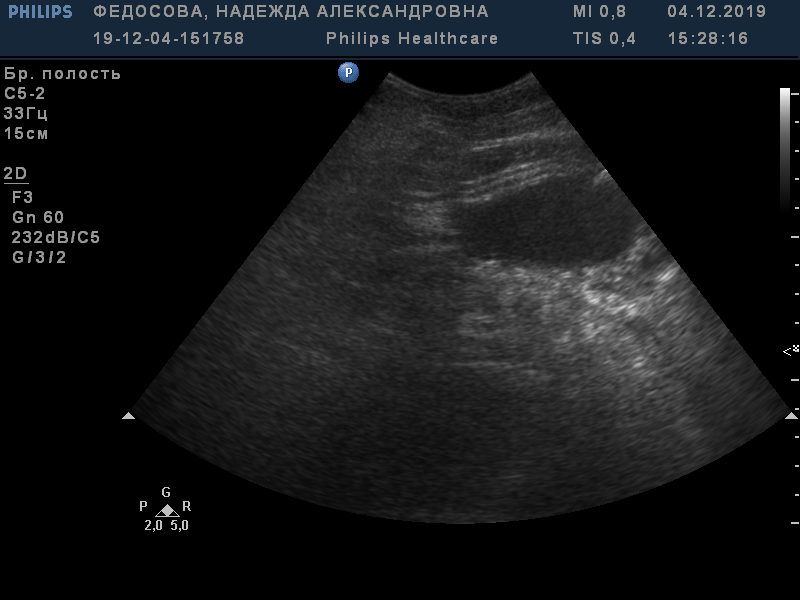 PHILIPS ФЕДОСОВА, НАДЕЖДА АЛЕКСАНДРОВНА MI 0,8 04.12.2019
19-12-04-151758 Philips Healthcare TIS 0,4 15:28:16
Бр. полость
P
C5-2
33Гц
15см
2D
F3
Gn 60
232dB/C5
G/3/2
G
P R
2,0 5,0